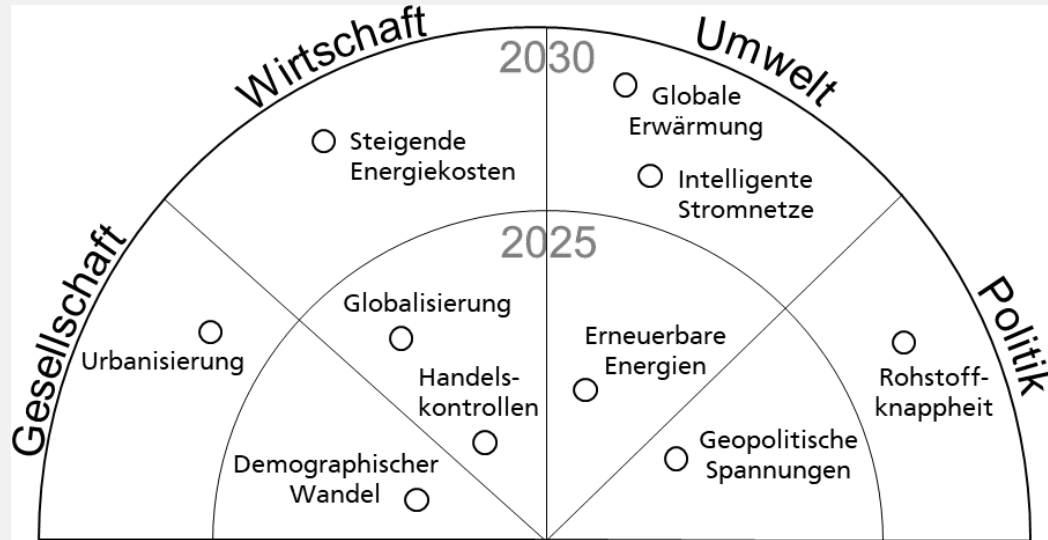 Wirtschaft
Umwelt
Gesellschaft
Politik
2030
Globale
Erwärmung
Steigende
Energiekosten
Intelligente
Stromnetze
2025
Globalisierung
Urbanisierung
Erneuerbare
Energien
Handels-
kontrollen
Rohstoff-
knappheit
Demographischer
Wandel
Geopolitische
Spannungen